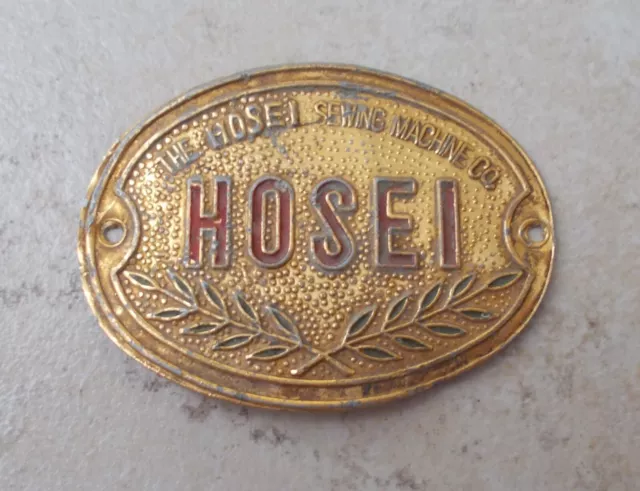 THE HOSEI SEWING MACHINE CO.
HOSEI